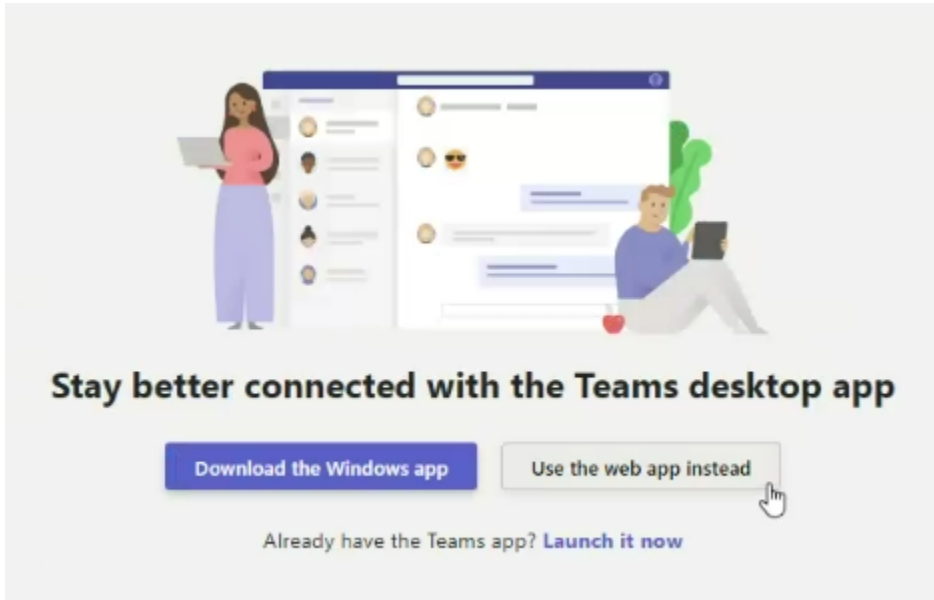 Stay better connected with the Teams desktop app
Download the Windows app
Use the web app instead
Already have the Teams app? Launch it now